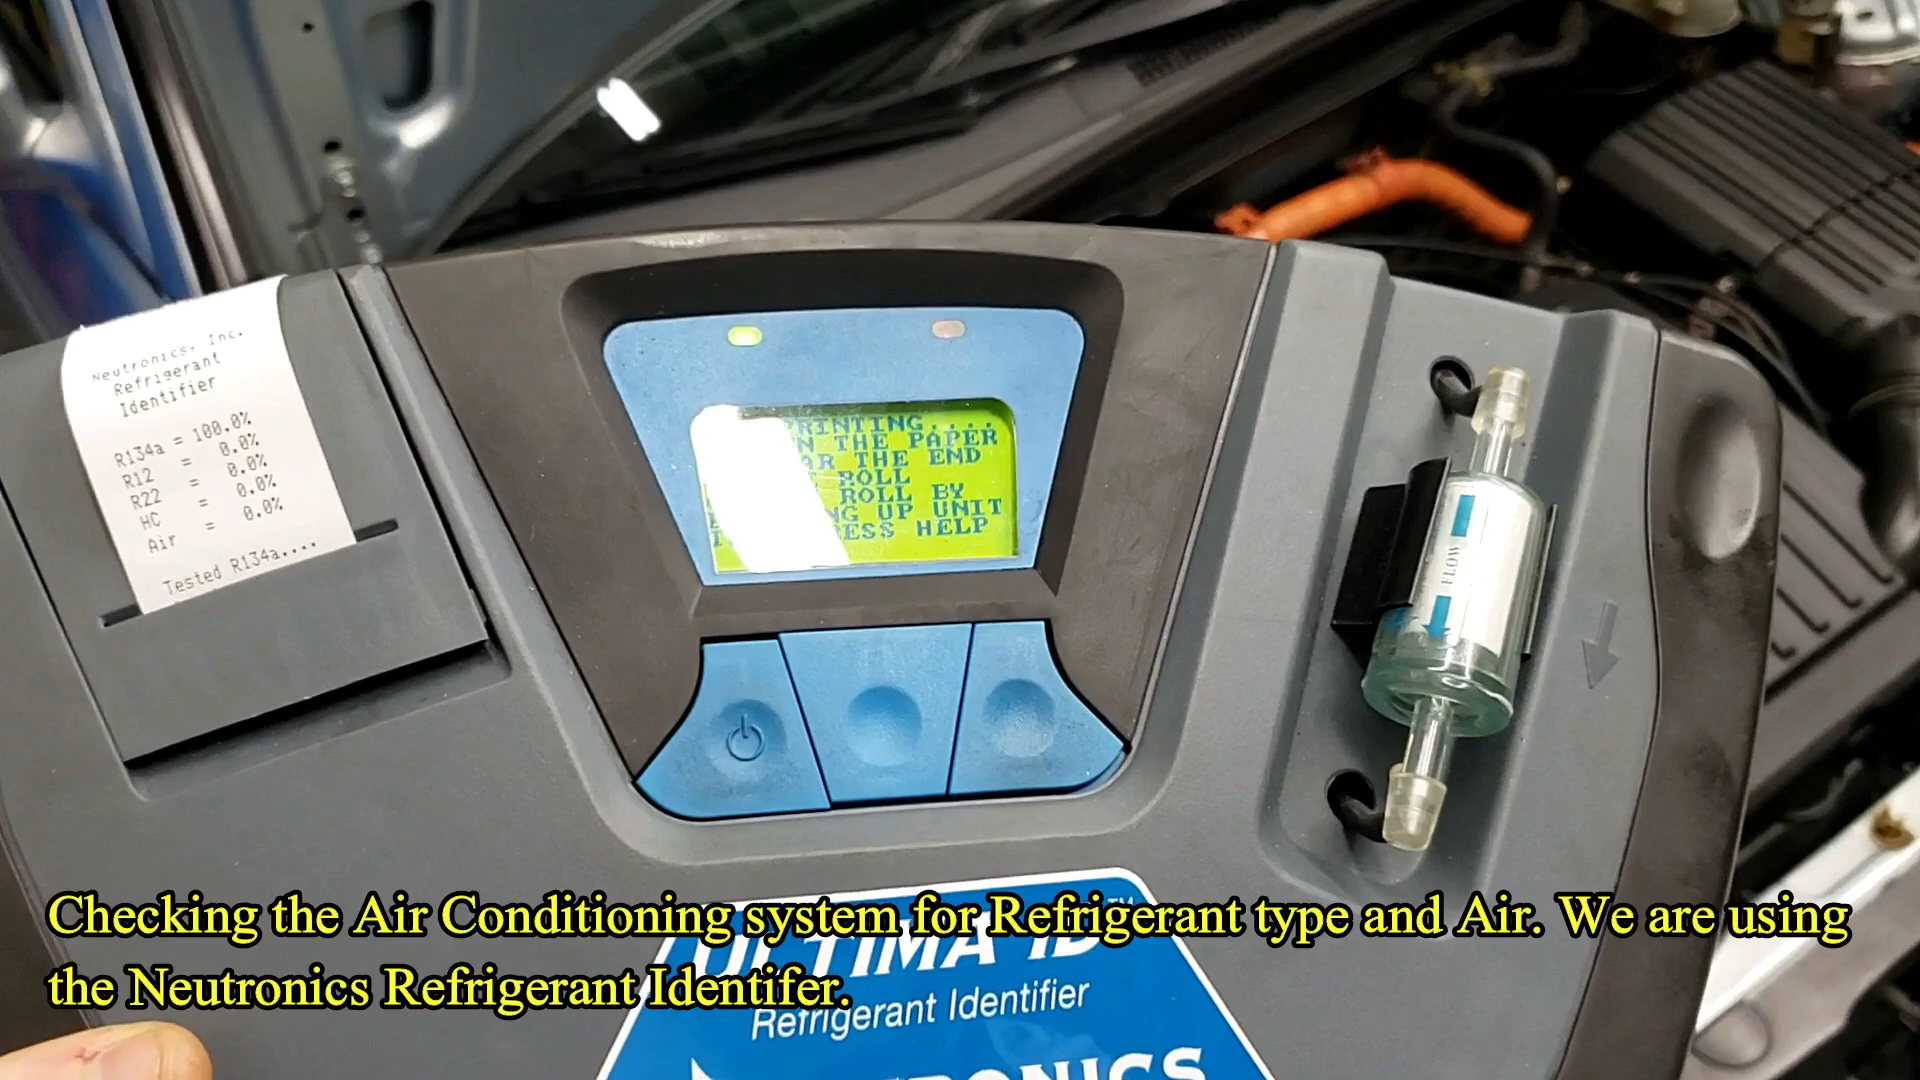 Neutronics, Inc.
Refrigerant
Identifier
R134a = 100.0%
R12 = 0.0%
R22 = 0.0%
HC = 0.0%
Air = 0.0%
Tested R134a....
PRINTING....
THE PAPER
THE END
ROLL
ROLL BY
UP UNIT
HELP
FLOW
ULTIMA ID™
Refrigerant Identifier
Checking the Air Conditioning system for Refrigerant type and Air. We are using
the Neutronics Refrigerant Identifer.